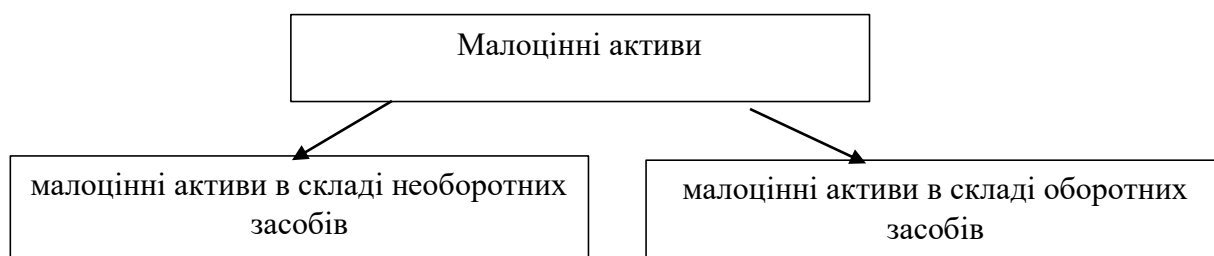 Малоцінні активи
малоцінні активи в складі необоротних
засобів
малоцінні активи в складі оборотних
засобів